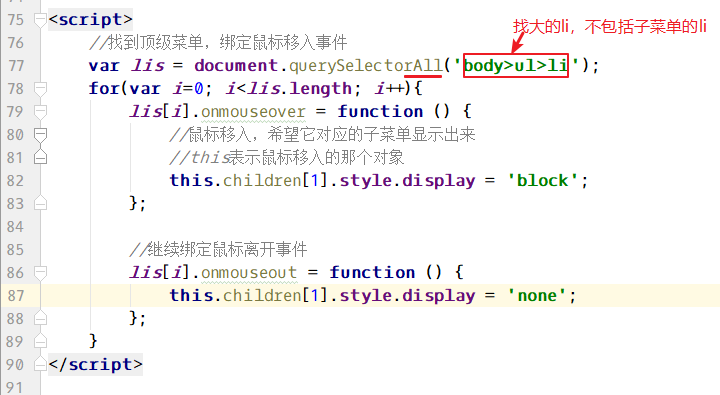 找大的li，不包括子菜单的li
75 <script>
76 //找到顶级菜单，绑定鼠标移入事件
77 var lis = document.querySelectorAll('body>ul>li');
78 for(var i=0; i<lis.length; i++){
79 lis[i].onmouseover = function () {
80 //鼠标移入，希望它对应的子菜单显示出来
81 //this表示鼠标移入的那个对象
82 this.children[1].style.display = 'block';
83 };
84
85 //继续绑定鼠标离开事件
86 lis[i].onmouseout = function () {
87 this.children[1].style.display = 'none';
88 };
89 }
90 </script>
91